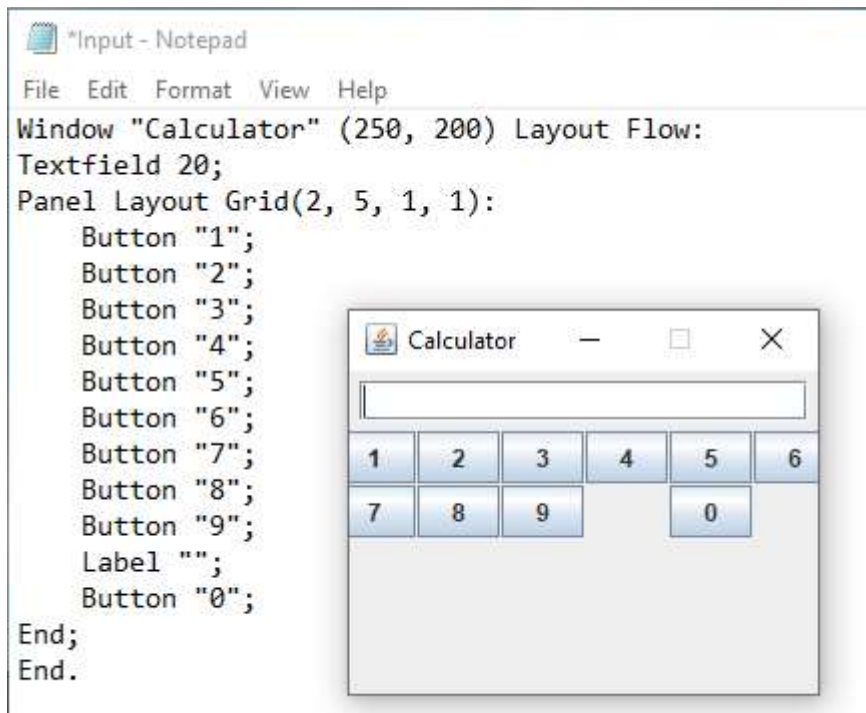 *Input - Notepad
File Edit Format View Help
Window "Calculator" (250, 200) Layout Flow:
Textfield 20;
Panel Layout Grid(2, 5, 1, 1):
Button "1";
Button "2";
Button "3";
Button "4";
Button "5";
Button "6";
Button "7";
Button "8";
Button "9";
Label "";
Button "0";
End;
End.
Calculator
1 2 3 4 5 6
7 8 9 0